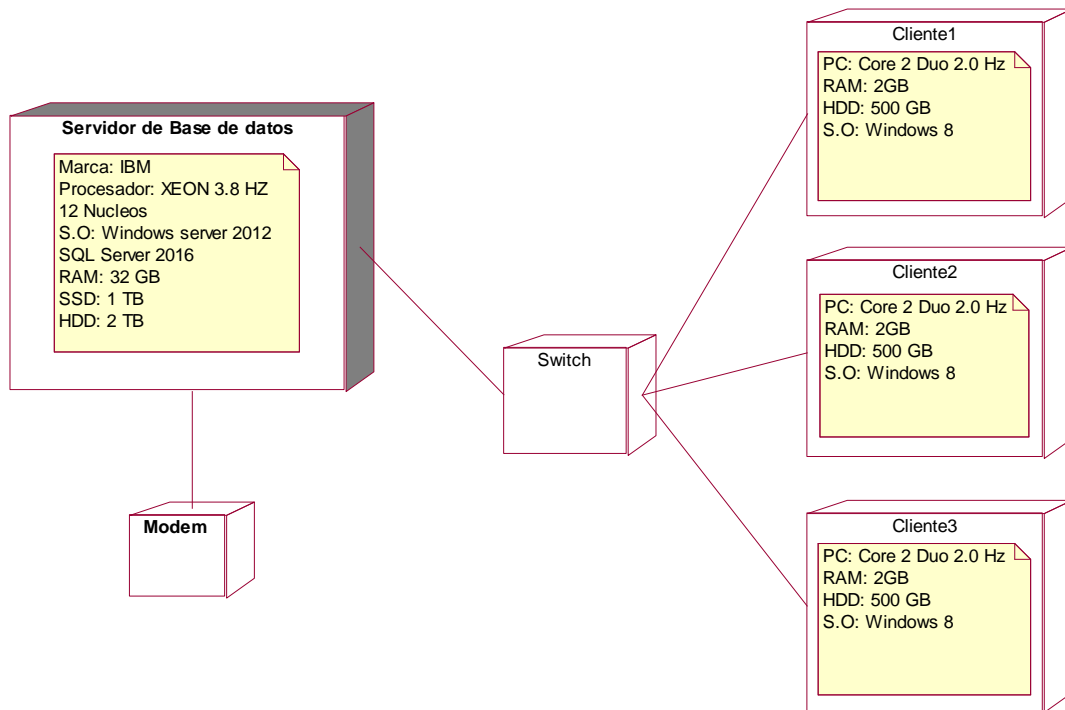 Servidor de Base de datos
Marca: IBM
Procesador: XEON 3.8 HZ
12 Nucleos
S.O: Windows server 2012
SQL Server 2016
RAM: 32 GB
SSD: 1 TB
HDD: 2 TB
Modem
Switch
Cliente1
PC: Core 2 Duo 2.0 Hz
RAM: 2GB
HDD: 500 GB
S.O: Windows 8
Cliente2
PC: Core 2 Duo 2.0 Hz
RAM: 2GB
HDD: 500 GB
S.O: Windows 8
Cliente3
PC: Core 2 Duo 2.0 Hz
RAM: 2GB
HDD: 500 GB
S.O: Windows 8